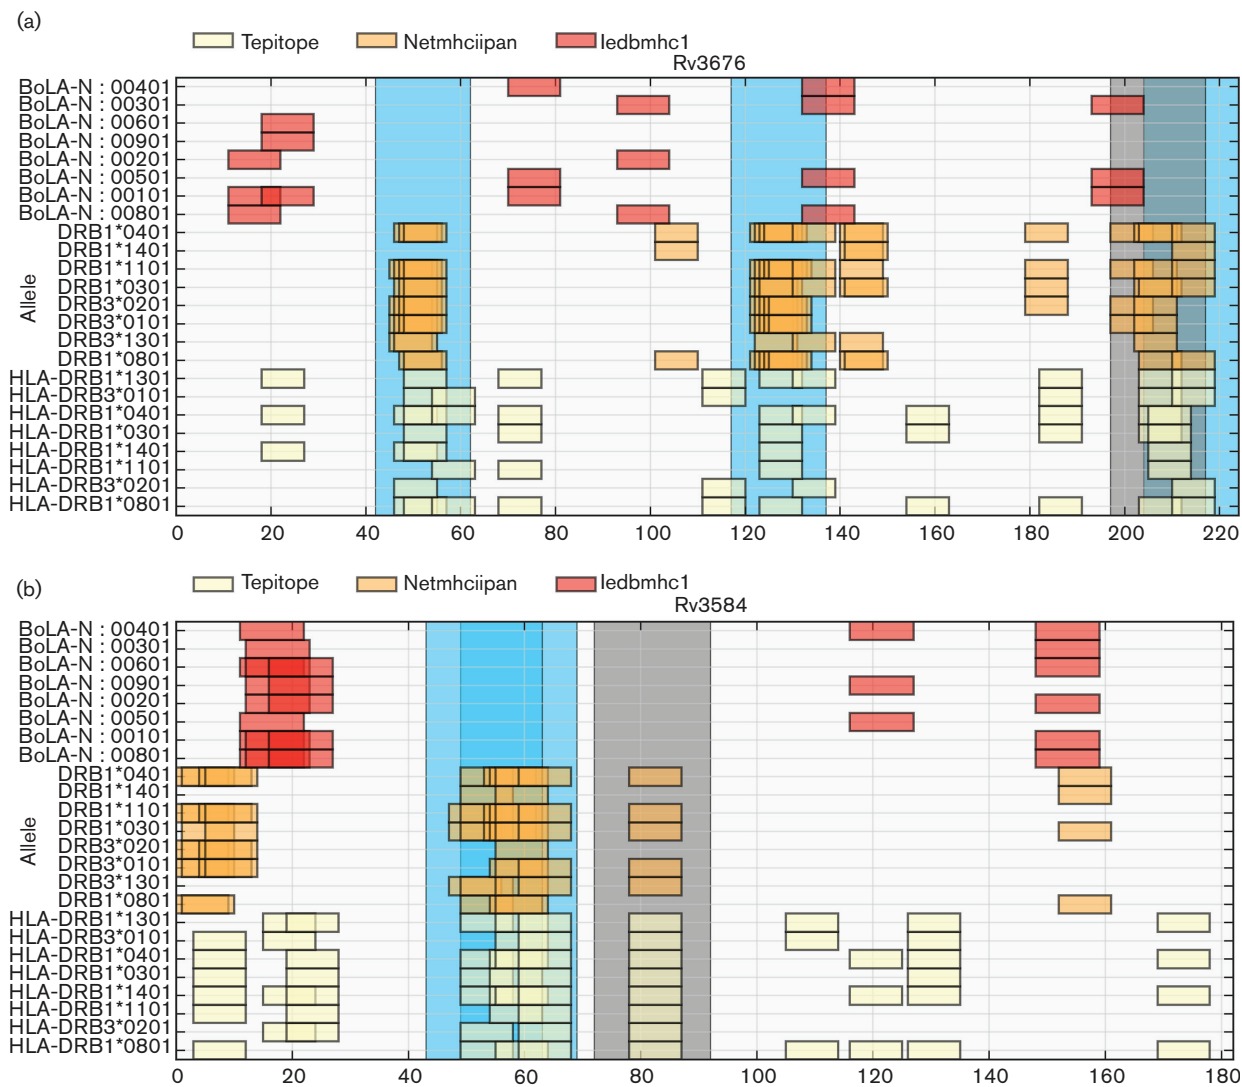 (a)
Tepitope Netmhciipan Iedbmhc1
Rv3676
BoLA-N : 00401
BoLA-N : 00301
BoLA-N : 00601
BoLA-N : 00901
BoLA-N : 00201
BoLA-N : 00501
BoLA-N : 00101
BoLA-N : 00801
DRB1*0401
DRB1*1401
DRB1*1101
DRB1*0301
DRB3*0201
DRB3*0101
DRB3*1301
DRB1*0801
HLA-DRB1*1301
HLA-DRB3*0101
HLA-DRB1*0401
HLA-DRB1*0301
HLA-DRB1*1401
HLA-DRB1*1101
HLA-DRB3*0201
HLA-DRB1*0801
Allele
0 20 40 60 80 100 120 140 160 180 200 220
(b)
Tepitope Netmhciipan Iedbmhc1
Rv3584
BoLA-N : 00401
BoLA-N : 00301
BoLA-N : 00601
BoLA-N : 00901
BoLA-N : 00201
BoLA-N : 00501
BoLA-N : 00101
BoLA-N : 00801
DRB1*0401
DRB1*1401
DRB1*1101
DRB1*0301
DRB3*0201
DRB3*0101
DRB3*1301
DRB1*0801
HLA-DRB1*1301
HLA-DRB3*0101
HLA-DRB1*0401
HLA-DRB1*0301
HLA-DRB1*1401
HLA-DRB1*1101
HLA-DRB3*0201
HLA-DRB1*0801
Allele
0 20 40 60 80 100 120 140 160 180